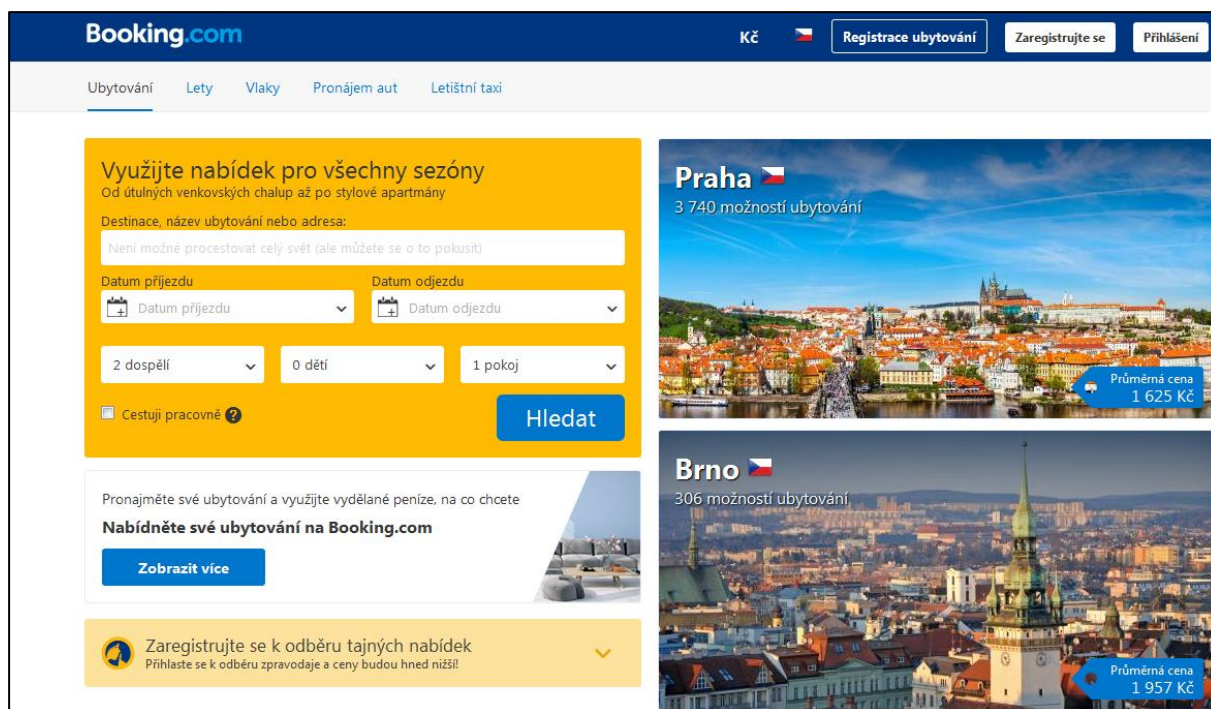 Booking.com
Kč
Registrace ubytování
Zaregistrujte se
Přihlášení
Ubytování Lety Vlaky Pronájem aut Letištní taxi
Využijte nabídek pro všechny sezóny
Od útulných venkovských chalup až po stylové apartmány
Destinace, název ubytování nebo adresa:
Není možné procestovat celý svět (ale můžete se o to pokusit)
Datum příjezdu Datum odjezdu
Datum příjezdu Datum odjezdu
2 dospělí 0 dětí 1 pokoj
Cestuji pracovně ?
Hledat
Pronajměte své ubytování a využijte vydělané peníze, na co chcete
Nabídněte své ubytování na Booking.com
Zobrazit více
Zaregistrujte se k odběru tajných nabídek
Přihlaste se k odběru zpravodaje a ceny budou hned nižší!
Praha
3 740 možností ubytování
Průměrná cena
1 625 Kč
Brno
306 možností ubytování
Průměrná cena
1 957 Kč